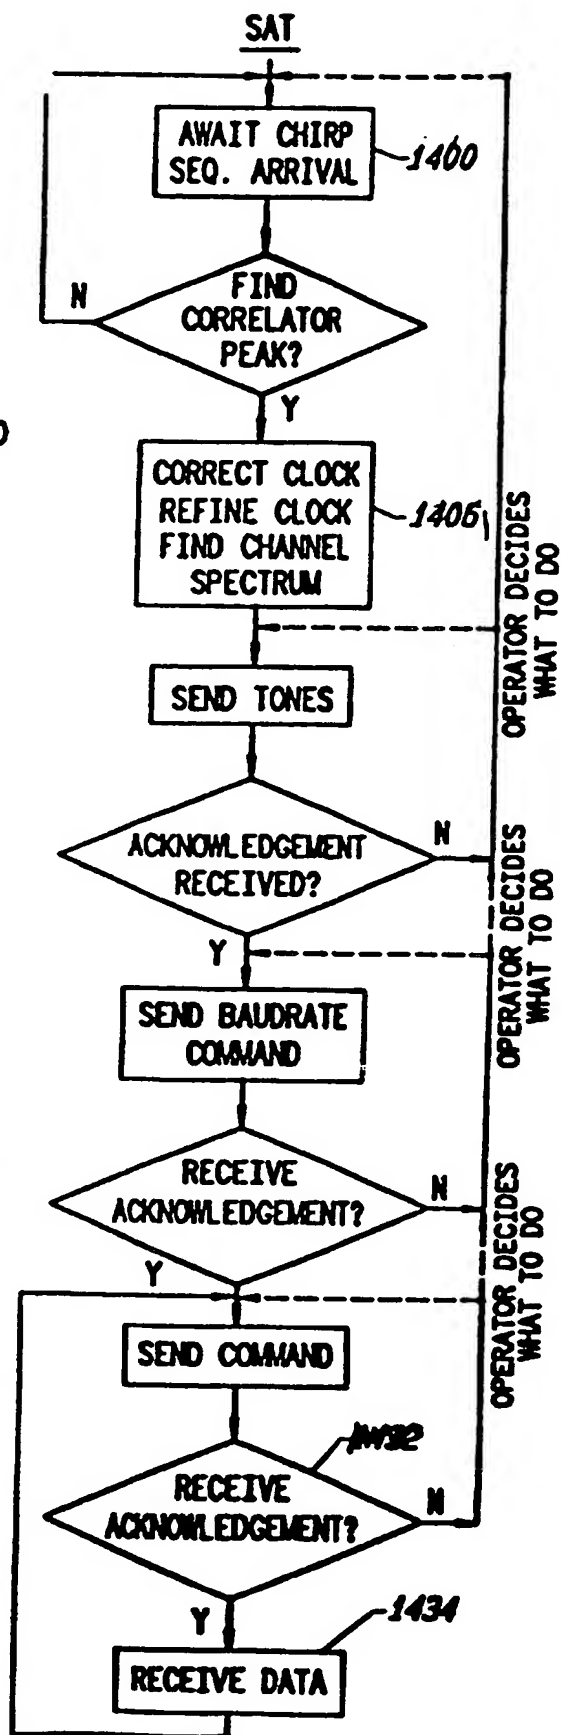 SAT
AWAIT CHIRP
SEQ. ARRIVAL
1400
FIND
CORRELATOR
PEAK?
N
Y
CORRECT CLOCK
REFINE CLOCK
FIND CHANNEL
SPECTRUM
1406
OPERATOR DECIDES
WHAT TO DO
SEND TONES
ACKNOWLEDGEMENT
RECEIVED?
N
Y
OPERATOR DECIDES
WHAT TO DO
SEND BAUDRATE
COMMAND
RECEIVE
ACKNOWLEDGEMENT?
N
Y
OPERATOR DECIDES
WHAT TO DO
SEND COMMAND
RECEIVE
ACKNOWLEDGEMENT?
N
Y
1434
RECEIVE DATA